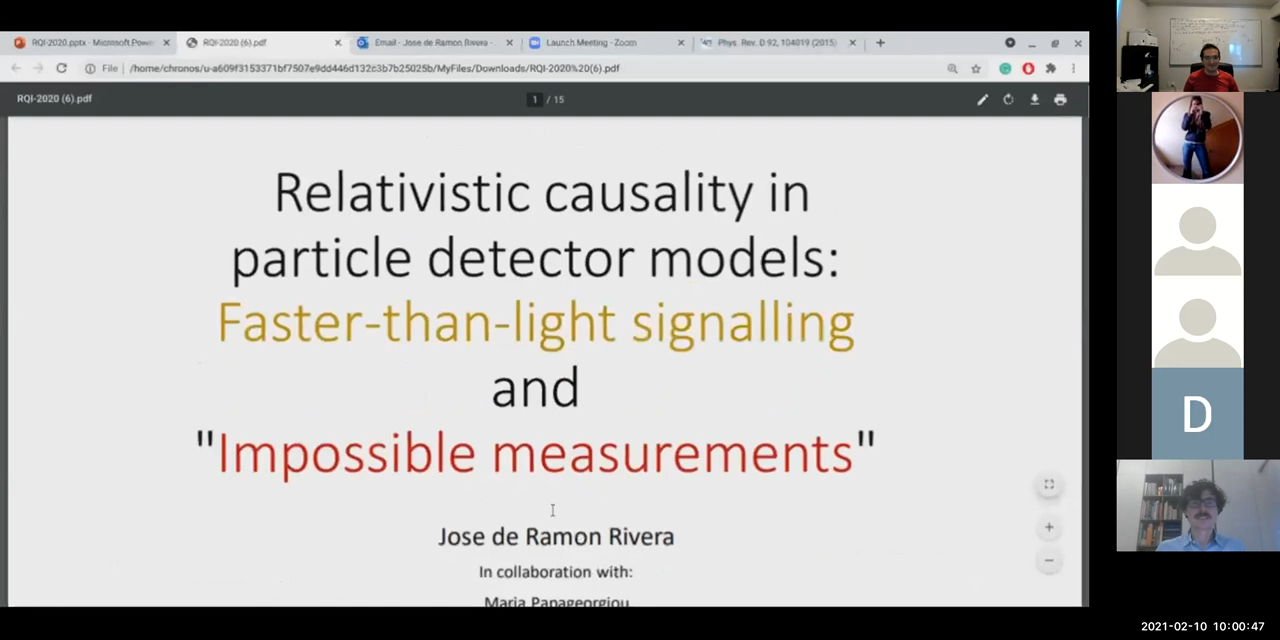 RQI-2020.pptx - Microsoft Power
RQI-2020 (6).pdf
Email - Jose de Ramon Rivera -
Launch Meeting - Zoom
Phys. Rev. D 92, 104019 (2015)
File
/home/chronos/u-a609f3153371bf7507e9dd446d132c3b7b25025b/MyFiles/Downloads/RQI-2020%20(6).pdf
RQI-2020 (6).pdf
1 / 15
Relativistic causality in
particle detector models:
Faster-than-light signalling
and
"Impossible measurements"
Jose de Ramon Rivera
In collaboration with:
Maria Papageorgiou
D
2021-02-10 10:00:47